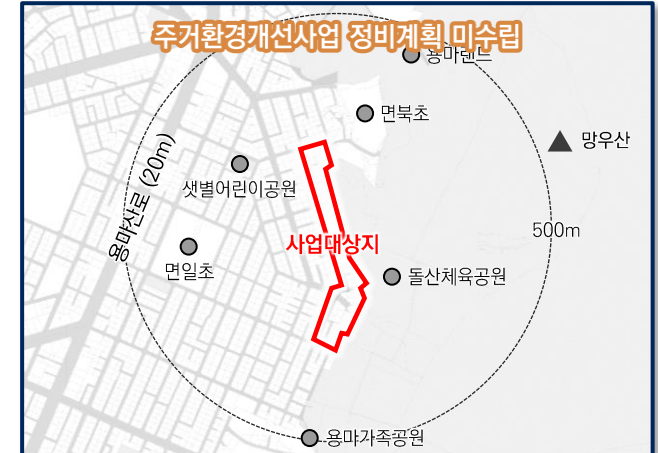 주거환경개선사업 정비계획 미수립
용마랜드
면북초
망우산
용마산로 (20m)
샛별어린이공원
500m
사업대상지
면일초
돌산체육공원
용마가족공원